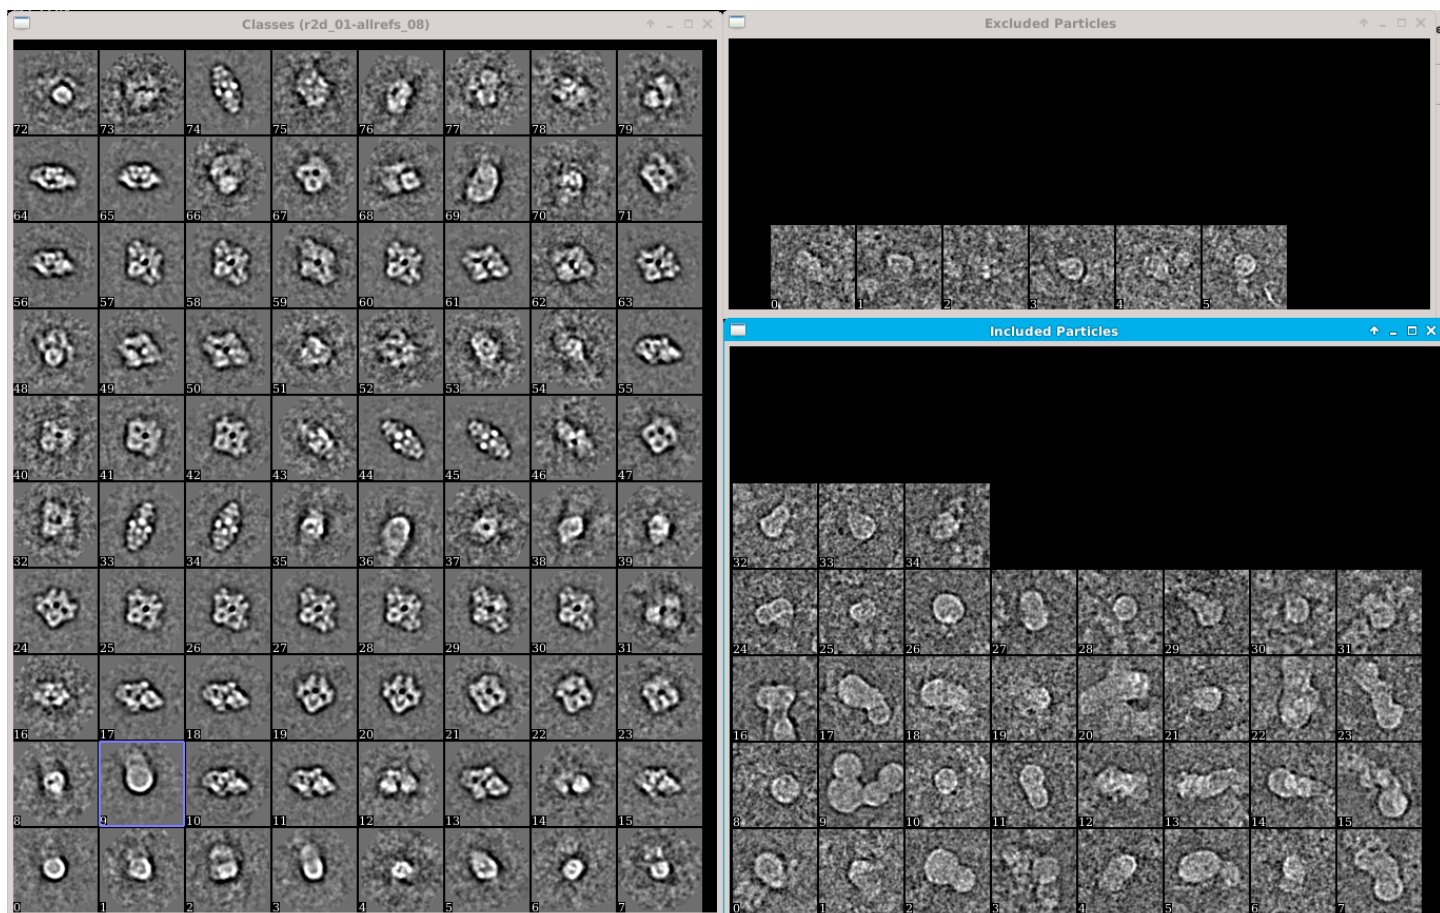 Classes (r2d_01-allrefs_08)
72 73 74 75 76 77 78 79
64 65 66 67 68 69 70 71
56 57 58 59 60 61 62 63
48 49 50 51 52 53 54 55
40 41 42 43 44 45 46 47
32 33 34 35 36 37 38 39
24 25 26 27 28 29 30 31
16 17 18 19 20 21 22 23
8 9 10 11 12 13 14 15
0 1 2 3 4 5 6 7
Excluded Particles
0 1 2 3 4 5
Included Particles
32 33 34
24 25 26 27 28 29 30 31
16 17 18 19 20 21 22 23
8 9 10 11 12 13 14 15
0 1 2 3 4 5 6 7